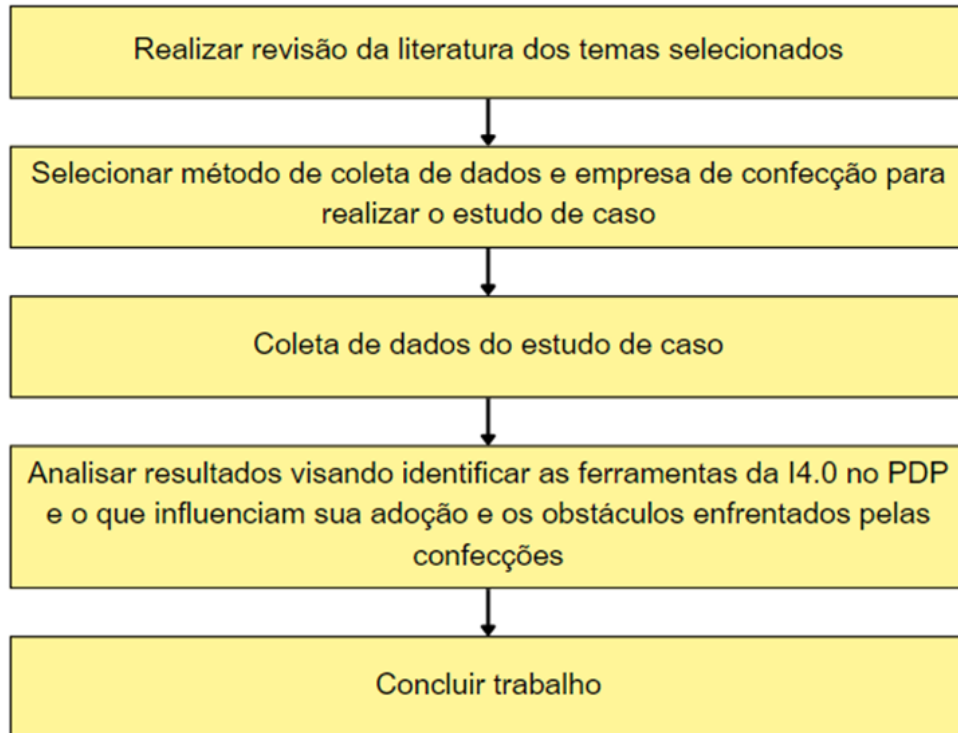 Realizar revisão da literatura dos temas selecionados
Selecionar método de coleta de dados e empresa de confecção para
realizar o estudo de caso
Coleta de dados do estudo de caso
Analisar resultados visando identificar as ferramentas da I4.0 no PDP
e o que influenciam sua adoção e os obstáculos enfrentados pelas
confecções
Concluir trabalho